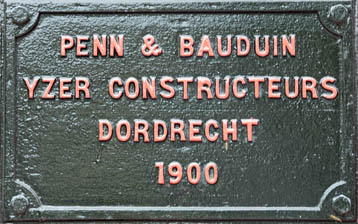 PENN & BAUDUIN
YZER CONSTRUCTEURS
DORDRECHT
1900